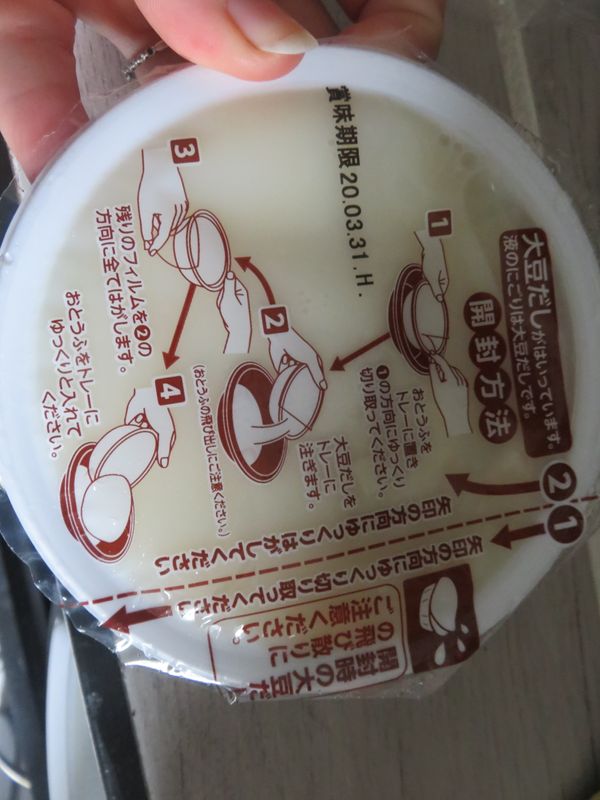 賞味期限20.03.31.H.
大豆だしがはいっています。
液のにごりは大豆だしです。
開封方法
1
おとうふを
トレーに置き
❶の方向にゆっくり
切り取ってください。
2
大豆だしを
トレーに
注ぎます。
(おとうふの飛び出しにご注意ください)
3
残りのフィルムを❷の
方向に全てはがします。
4
おとうふをトレーに
ゆっくりと入れて
ください。
❷
矢印の方向にゆっくりはがしてください
❶
矢印の方向にゆっくり切り取ってください
開封時の大豆だ
の飛び散りに
ご注意ください。